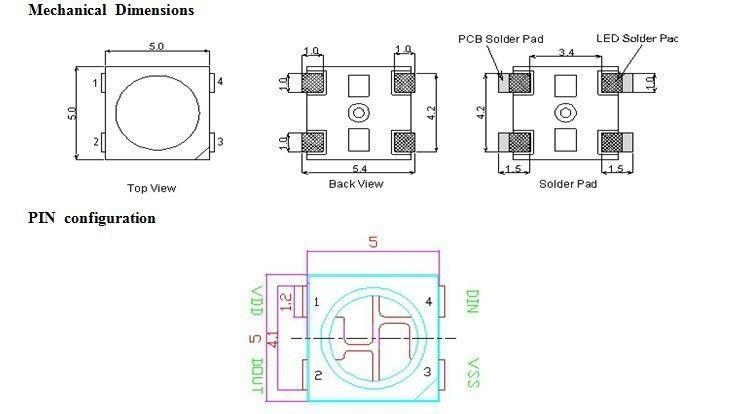 Mechanical Dimensions
5.0
1 4
5.0
2 3
Top View
1.0 1.0
1.0
4.2
1.0
5.4
Back View
PCB Solder Pad LED Solder Pac
3.4
1.0
4.2
1.5 1.5
Solder Pad
PIN configuration
5
VDD 1.2 1 4 DIN
5 4.1
DOUT 2 3 VSS